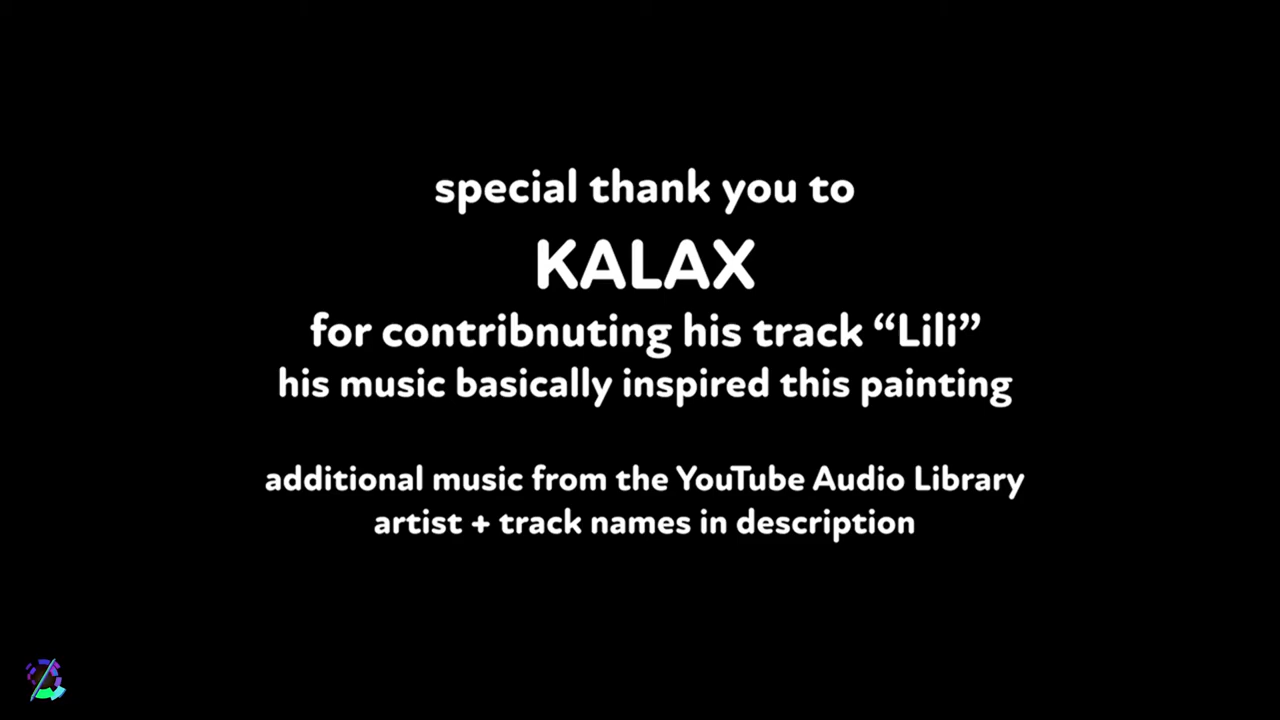 special thank you to
KALAX
for contribnuting his track “Lili”
his music basically inspired this painting
additional music from the YouTube Audio Library
artist + track names in description